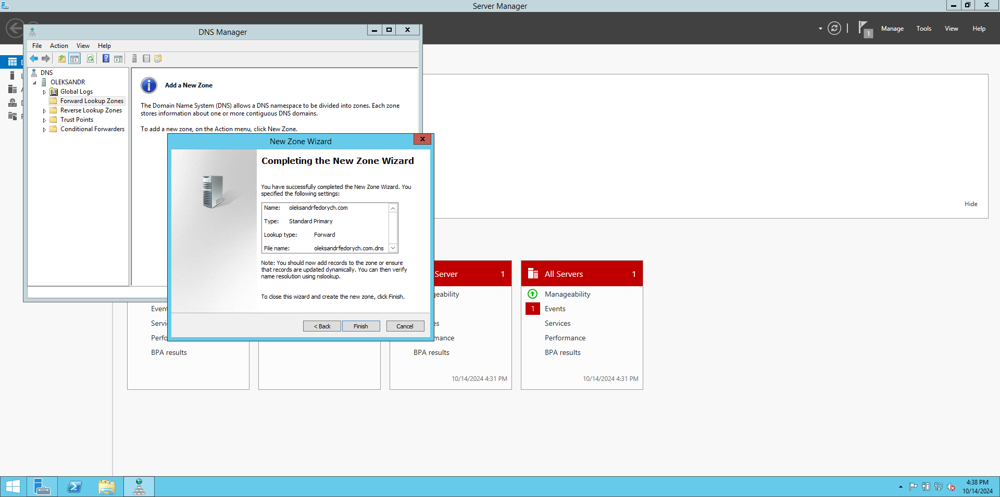 Server Manager
1
Manage
Tools
View
Help
DNS Manager
File
Action
View
Help
DNS
OLEKSANDR
Global Logs
Forward Lookup Zones
Reverse Lookup Zones
Trust Points
Conditional Forwarders
Add a New Zone
The Domain Name System (DNS) allows a DNS namespace to be divided into zones. Each zone
stores information about one or more contiguous DNS domains.
To add a new zone, on the Action menu, click New Zone.
New Zone Wizard
Completing the New Zone Wizard
You have successfully completed the New Zone Wizard. You
specified the following settings:
Name: oleksandrfedorych.com
Type: Standard Primary
Lookup type: Forward
File name: oleksandrfedorych.com.dns
Note: You should now add records to the zone or ensure
that records are updated dynamically. You can then verify
name resolution using nslookup.
To close this wizard and create the new zone, click Finish.
< Back
Finish
Cancel
Hide
Event
Servi
Perfo
BPA results
Server 1
geability
es
mance
BPA results
10/14/2024 4:31 PM
All Servers 1
Manageability
1 Events
Services
Performance
BPA results
10/14/2024 4:31 PM
4:38 PM
10/14/2024